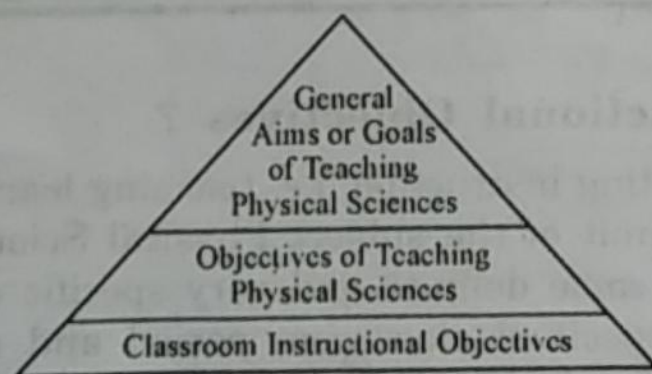 General
Aims or Goals
of Teaching
Physical Sciences
Objectives of Teaching
Physical Sciences
Classroom Instructional Objectives